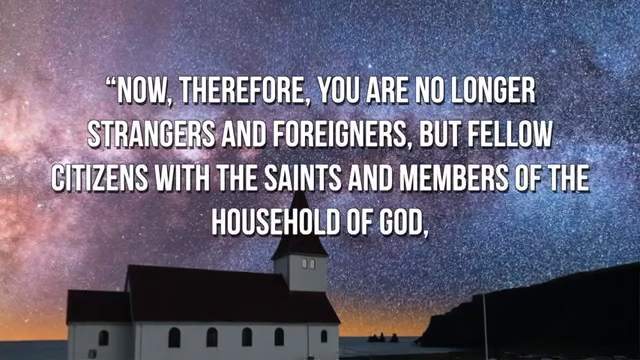 “NOW, THEREFORE, YOU ARE NO LONGER
STRANGERS AND FOREIGNERS, BUT FELLOW
CITIZENS WITH THE SAINTS AND MEMBERS OF THE
HOUSEHOLD OF GOD,